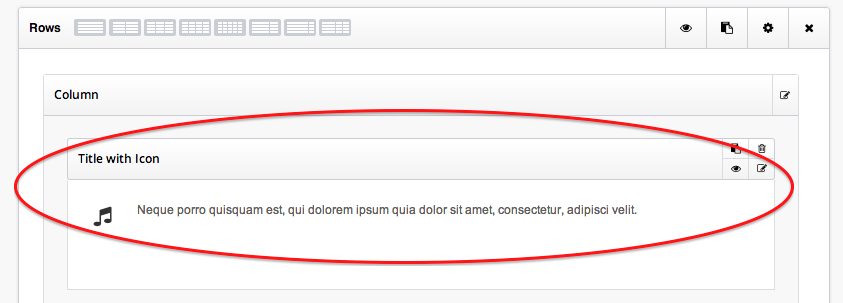 Rows
Column
Title with Icon
Neque porro quisquam est, qui dolorem ipsum quia dolor sit amet, consectetur, adipisci velit.